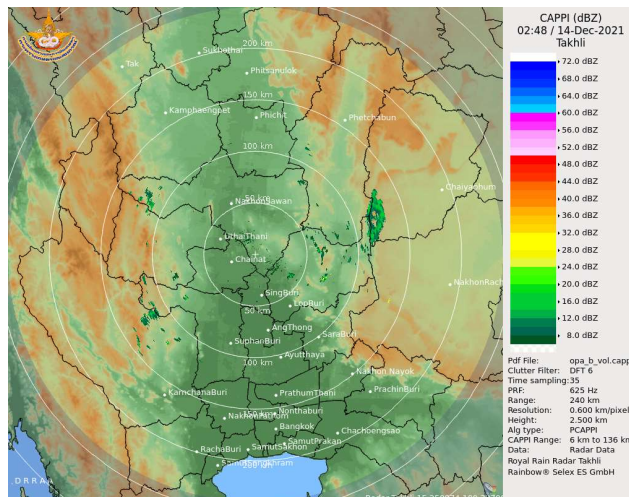 CAPPI (dBZ)
02:48 / 14-Dec-2021
Takhli
72.0 dBZ
68.0 dBZ
64.0 dBZ
60.0 dBZ
56.0 dBZ
52.0 dBZ
48.0 dBZ
44.0 dBZ
40.0 dBZ
36.0 dBZ
32.0 dBZ
28.0 dBZ
24.0 dBZ
20.0 dBZ
16.0 dBZ
12.0 dBZ
8.0 dBZ
Pdf File: opa_b_vol.capp
Clutter Filter: DFT 6
Time sampling:35
PRF: 625 Hz
Range: 240 km
Resolution: 0.600 km/pixel
Height: 2.500 km
Alg type: PCAPPI
CAPPI Range: 6 km to 136 km
Data: Radar Data
Royal Rain Radar Takhli
Rainbow® Selex ES GmbH
200 km
Sukhothai
Tak
Phitsanulok
150 km
Kamphaengpet
Phichit
Phetchabun
100 km
Chaiyaphum
50 km
NakhonSawan
UthaiThani
Chainat
NakhonRach
SingBuri
LopBuri
50 km
AngThong
SaraBuri
SuphanBuri
Ayutthaya
100 km
Nakhon Nayok
KarnchanaBuri
PrathumThani
PrachinBuri
150 km
Nonthaburi
Bangkok
Chachoengsao
SamutPrakan
SamutSakhon
RachaBuri
D R R A